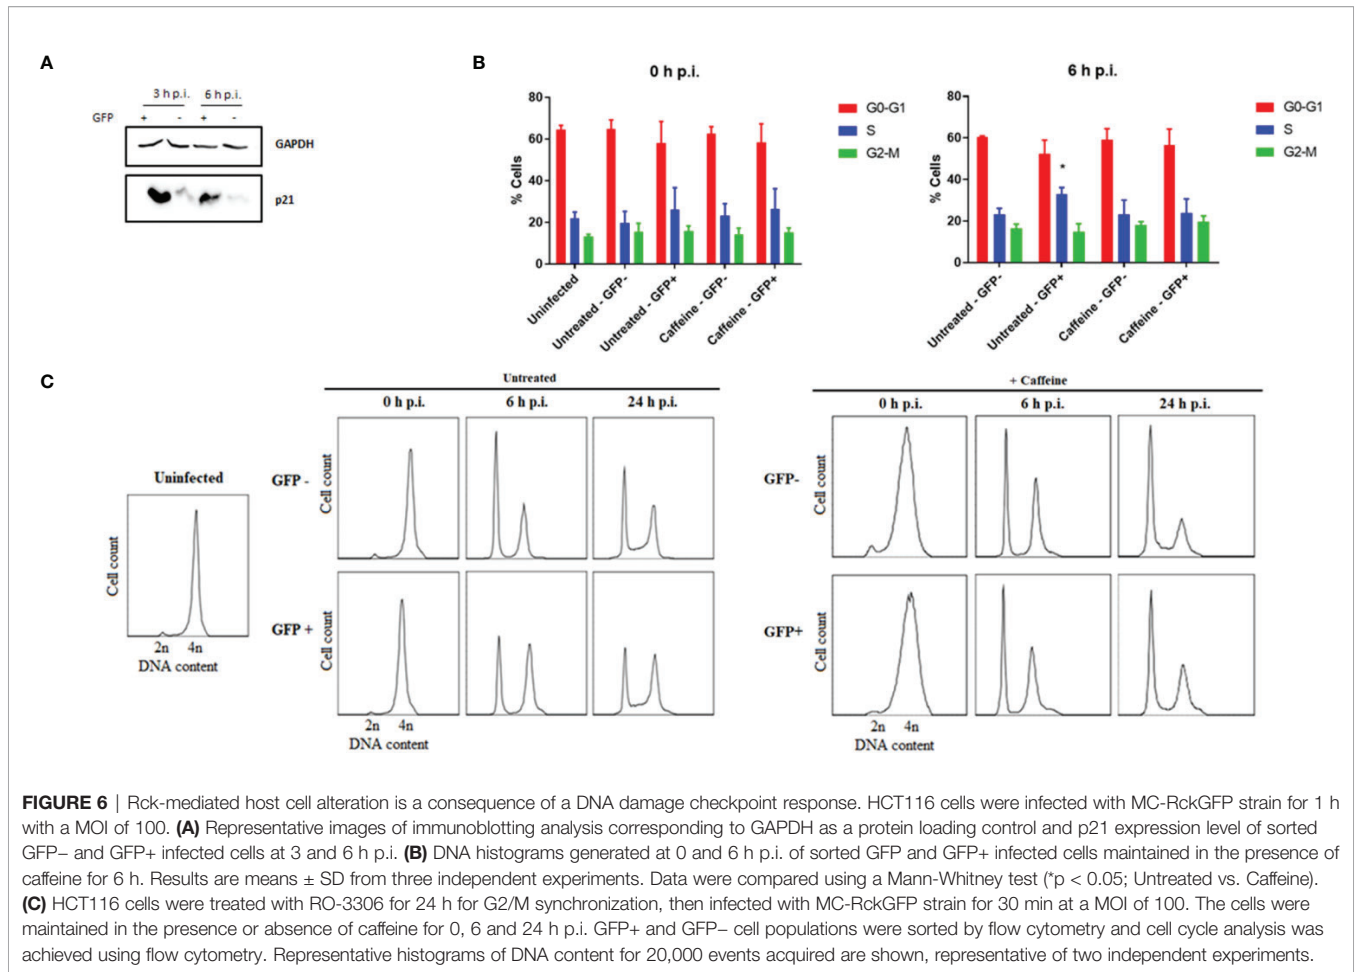 A
3 h p.i. 6 h p.i.
GFP + - + -
GAPDH
p21
B
0 h p.i.
80
60
40
20
0
% Cells
G0-G1
S
G2-M
Uninfected
Untreated - GFP-
Untreated - GFP+
Caffeine - GFP-
Caffeine - GFP+
6 h p.i.
80
60
40
20
0
% Cells
*
G0-G1
S
G2-M
Untreated - GFP-
Untreated - GFP+
Caffeine - GFP-
Caffeine - GFP+
C
Uninfected
Cell count
2n 4n
DNA content
Untreated
0 h p.i. 6 h p.i. 24 h p.i.
GFP -
Cell count
GFP +
Cell count
2n 4n
DNA content
+ Caffeine
0 h p.i. 6 h p.i. 24 h p.i.
GFP-
Cell count
GFP+
Cell count
2n 4n
DNA content
FIGURE 6 | Rck-mediated host cell alteration is a consequence of a DNA damage checkpoint response. HCT116 cells were infected with MC-RckGFP strain for 1 h
with a MOI of 100. (A) Representative images of immunoblotting analysis corresponding to GAPDH as a protein loading control and p21 expression level of sorted
GFP− and GFP+ infected cells at 3 and 6 h p.i. (B) DNA histograms generated at 0 and 6 h p.i. of sorted GFP and GFP+ infected cells maintained in the presence of
caffeine for 6 h. Results are means ± SD from three independent experiments. Data were compared using a Mann-Whitney test (*p < 0.05; Untreated vs. Caffeine).
(C) HCT116 cells were treated with RO-3306 for 24 h for G2/M synchronization, then infected with MC-RckGFP strain for 30 min at a MOI of 100. The cells were
maintained in the presence or absence of caffeine for 0, 6 and 24 h p.i. GFP+ and GFP− cell populations were sorted by flow cytometry and cell cycle analysis was
achieved using flow cytometry. Representative histograms of DNA content for 20,000 events acquired are shown, representative of two independent experiments.